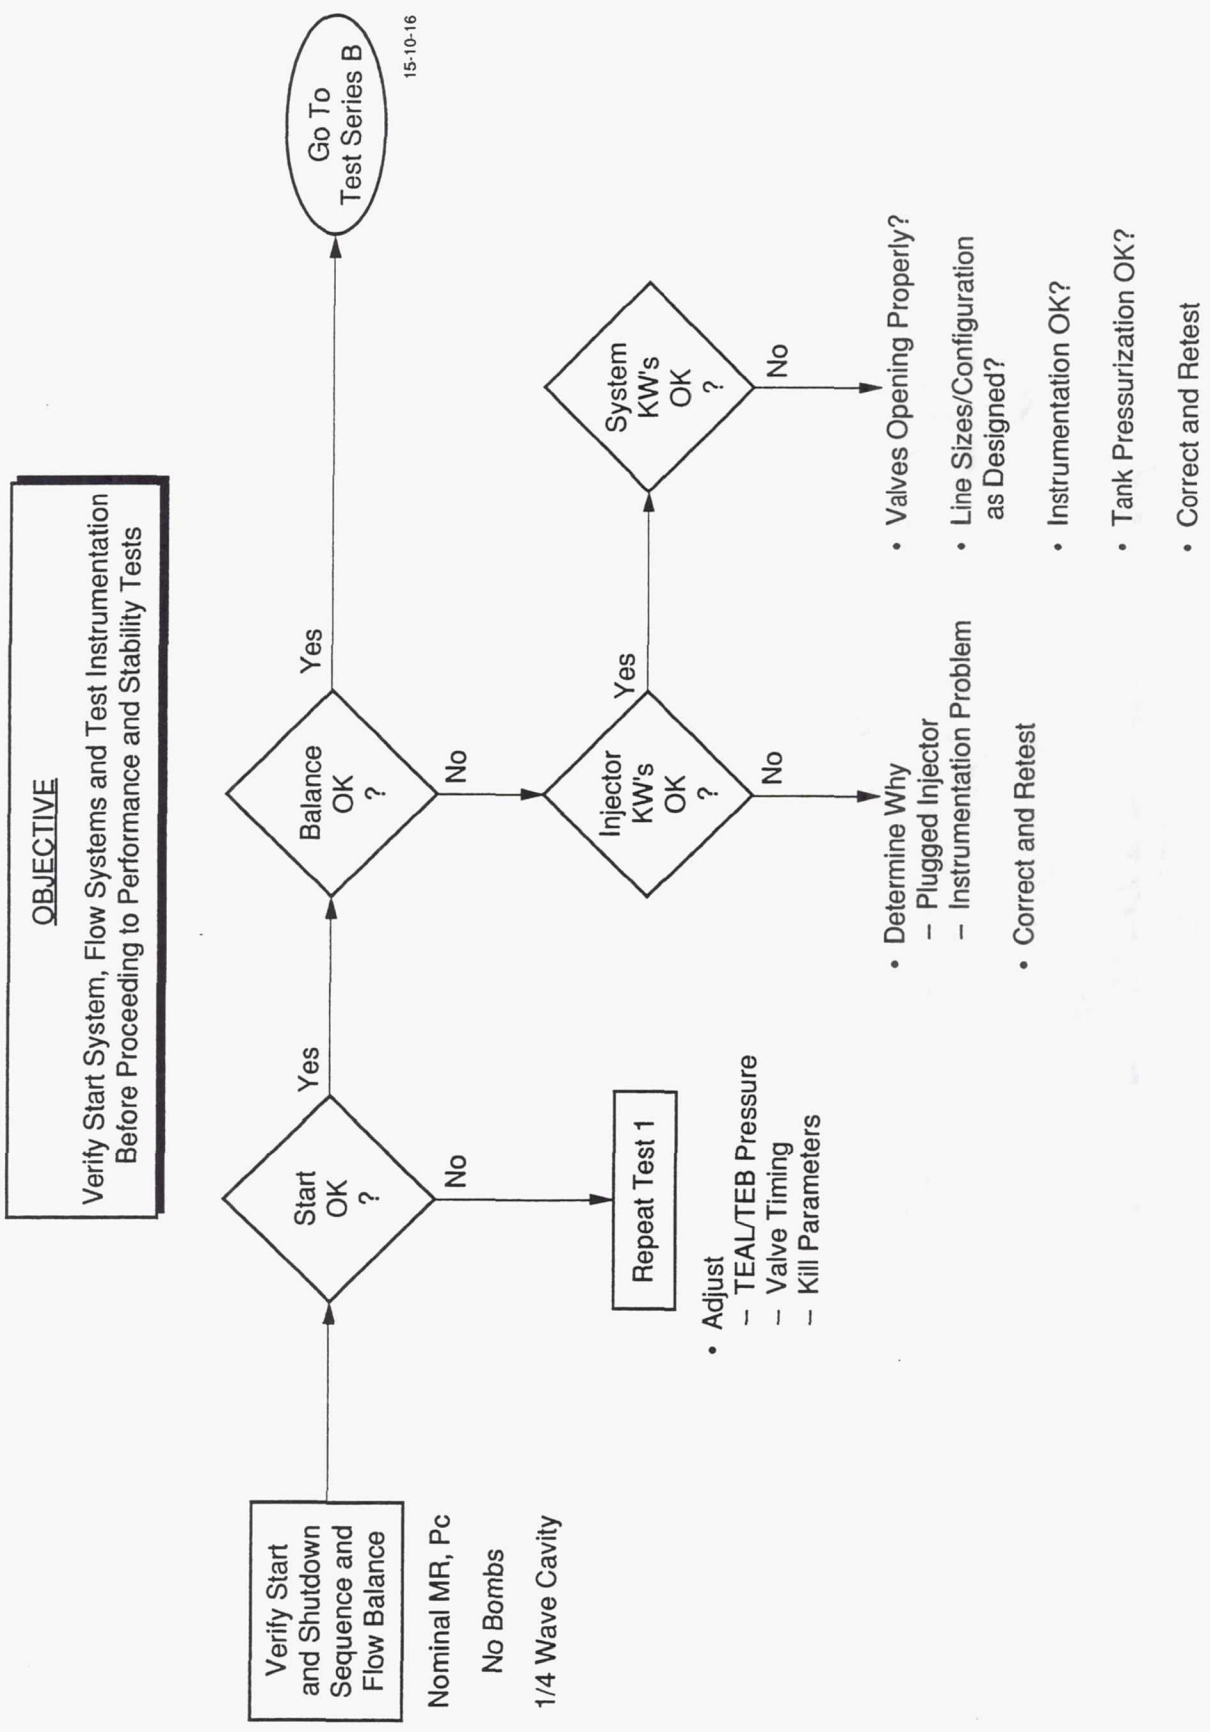 OBJECTIVE
Verify Start System, Flow Systems and Test Instrumentation
Before Proceeding to Performance and Stability Tests
Verify Start
and Shutdown
Sequence and
Flow Balance
Nominal MR, Pc
No Bombs
1/4 Wave Cavity
Start
OK
?
Yes
No
Repeat Test 1
• Adjust
– TEAL/TEB Pressure
– Valve Timing
– Kill Parameters
Balance
OK
?
Yes
No
Go To
Test Series B
15-10-16
Injector
KW's
OK
?
Yes
No
• Determine Why
– Plugged Injector
– Instrumentation Problem
• Correct and Retest
System
KW's
OK
?
No
• Valves Opening Properly?
• Line Sizes/Configuration
as Designed?
• Instrumentation OK?
• Tank Pressurization OK?
• Correct and Retest